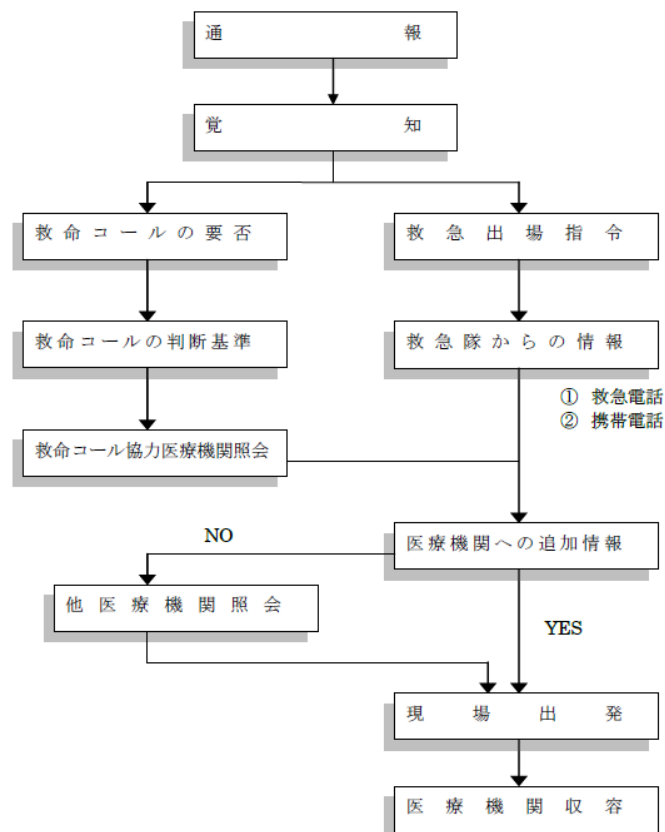 通報
覚知
救命コールの要否
救急出場指令
救命コールの判断基準
救急隊からの情報
① 救急電話
② 携帯電話
救命コール協力医療機関照会
医療機関への追加情報
NO
他医療機関照会
YES
現場出発
医療機関収容